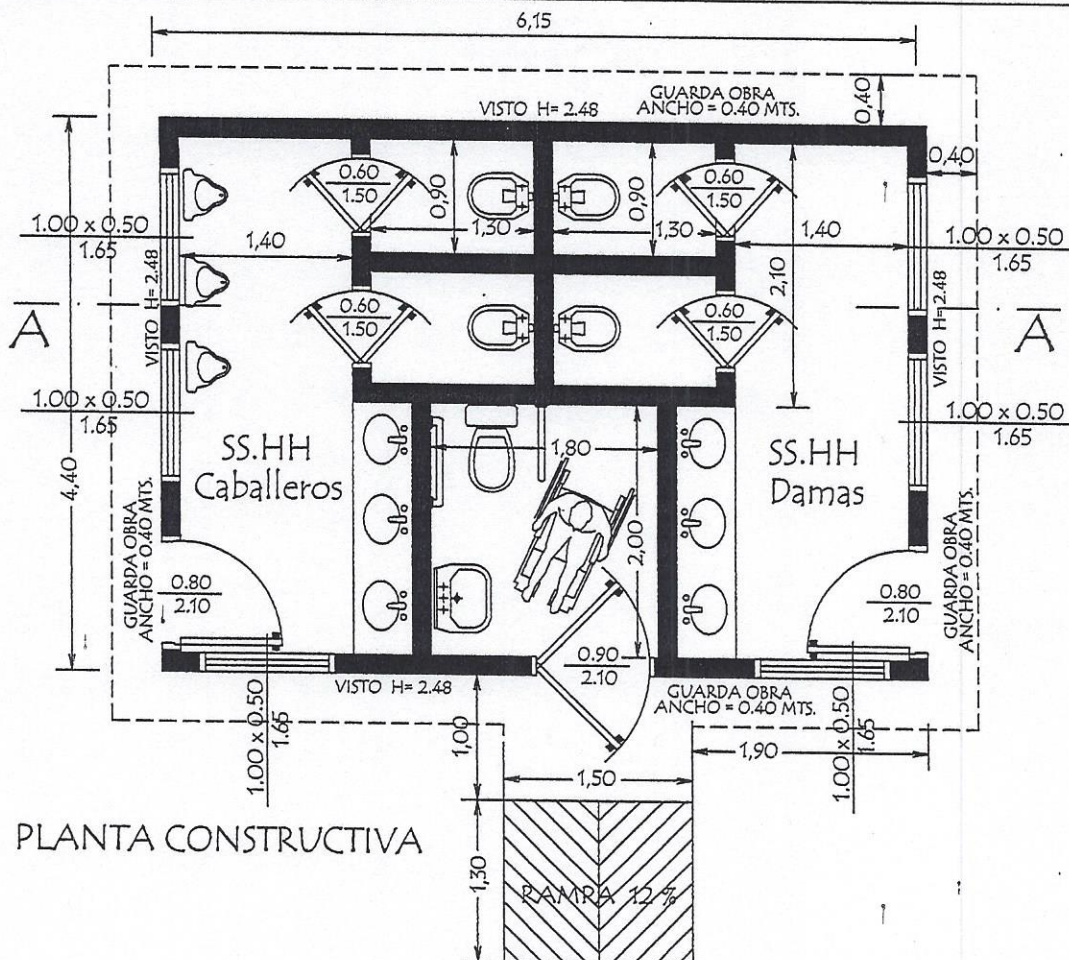 6,15
GUARDA OBRA
ANCHO = 0.40 MTS.
VISTO H= 2.48
0,40
0,40
0.60
1.50
0,90
0,90
0.60
1.50
1.00 x 0.50
1.65
1,40
1,30
1,30
1,40
1.00 x 0.50
1.65
VISTO H= 2.48
2,10
VISTO H= 2.48
A
0.60
1.50
0.60
1.50
A
1.00 x 0.50
1.65
1.00 x 0.50
1.65
4,40
SS.HH
Caballeros
1,80
SS.HH
Damas
2,00
GUARDA OBRA
ANCHO = 0.40 MTS.
GUARDA OBRA
ANCHO = 0.40 MTS.
0.80
2.10
0.80
2.10
0.90
2.10
VISTO H= 2.48
GUARDA OBRA
ANCHO = 0.40 MTS.
1.00 x 0.50
1.65
1,00
1,90
1.00 x 0.50
1.65
1,50
PLANTA CONSTRUCTIVA
1,30
RAMPA 12 %